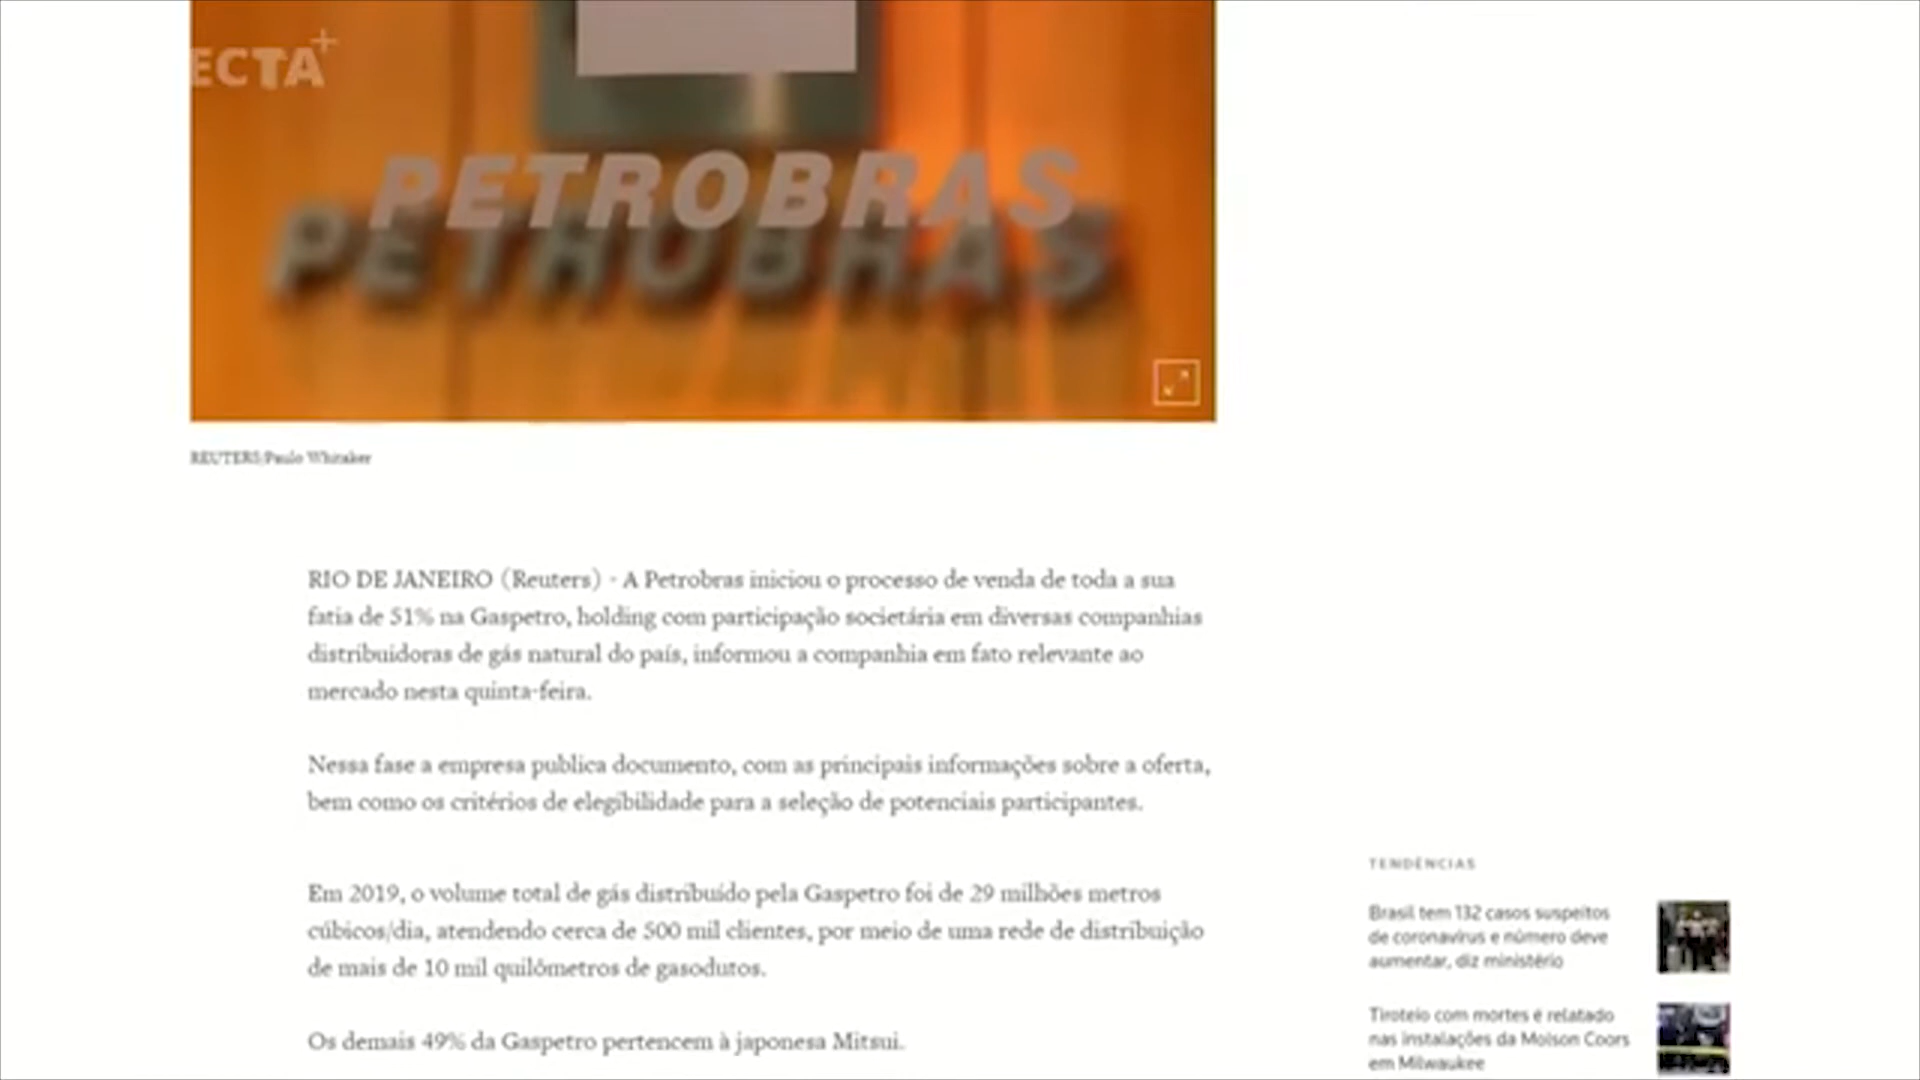 ECTA+
PETROBRAS
PETROBRAS
REUTERS/Paulo Whitaker
RIO DE JANEIRO (Reuters) - A Petrobras iniciou o processo de venda de toda a sua
fatia de 51% na Gaspetro, holding com participação societária em diversas companhias
distribuidoras de gás natural do país, informou a companhia em fato relevante ao
mercado nesta quinta-feira.
Nessa fase a empresa publica documento, com as principais informações sobre a oferta,
bem como os critérios de elegibilidade para a seleção de potenciais participantes.
Em 2019, o volume total de gás distribuído pela Gaspetro foi de 29 milhões metros
cúbicos/dia, atendendo cerca de 500 mil clientes, por meio de uma rede de distribuição
de mais de 10 mil quilômetros de gasodutos.
Os demais 49% da Gaspetro pertencem à japonesa Mitsui.
TENDÊNCIAS
Brasil tem 132 casos suspeitos
de coronavírus e número deve
aumentar, diz ministério
Tiroteio com mortes é relatado
nas instalações da Molson Coors
em Milwaukee